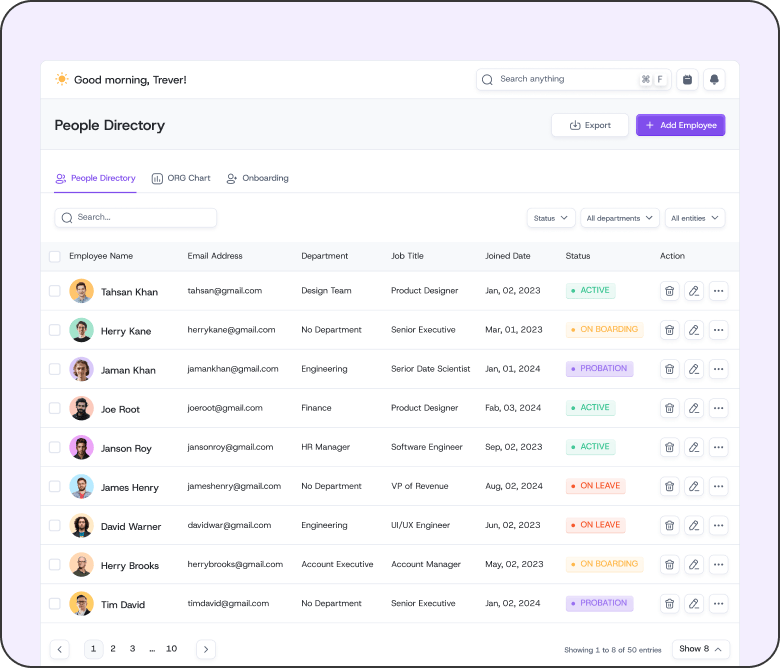 Good morning, Trever!
Search anything ⌘ F
People Directory
Export
+ Add Employee
People Directory ORG Chart Onboarding
Search...
Status All departments All entities
Employee Name Email Address Department Job Title Joined Date Status Action
Tahsan Khan tahsan@gmail.com Design Team Product Designer Jan, 02, 2023 ACTIVE
Herry Kane herrykane@gmail.com No Department Senior Executive Mar, 01, 2023 ON BOARDING
Jaman Khan jamankhan@gmail.com Engineering Serior Date Scientist Jan, 01, 2024 PROBATION
Joe Root joeroot@gmail.com Finance Product Designer Fab, 03, 2024 ACTIVE
Janson Roy jansonroy@gmail.com HR Manager Software Engineer Sep, 02, 2023 ACTIVE
James Henry jameshenry@gmail.com No Department VP of Revenue Aug, 02, 2024 ON LEAVE
David Warner davidwar@gmail.com Engineering UI/UX Engineer Jun, 02, 2023 ON LEAVE
Herry Brooks herrybrooks@gmail.com Account Executive Account Manager May, 02, 2023 ON BOARDING
Tim David timdavid@gmail.com No Department Senior Executive Jan, 02, 2024 PROBATION
1 2 3 ... 10
Showing 1 to 8 of 50 entries
Show 8